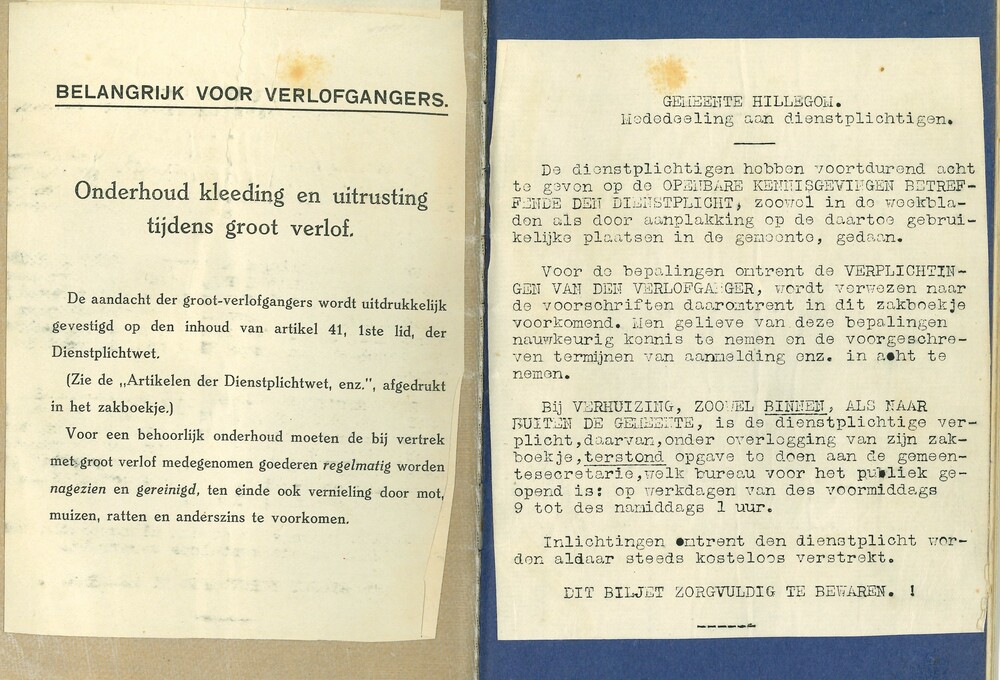 BELANGRIJK VOOR VERLOFGANGERS.
Onderhoud kleeding en uitrusting
tijdens groot verlof.
De aandacht der groot-verlofgangers wordt uitdrukkelijk
gevestigd op den inhoud van artikel 41, 1ste lid, der
Dienstplichtwet.
(Zie de „Artikelen der Dienstplichtwet, enz.", afgedrukt
in het zakboekje.)
Voor een behoorlijk onderhoud moeten de bij vertrek
met groot verlof medegenomen goederen regelmatig worden
nagezien en gereinigd, ten einde ook vernieling door mot,
muizen, ratten en anderszins te voorkomen.
GEMEENTE HILLEGOM.
Mededeeling aan dienstplichtigen.
De dienstplichtigen hebben voortdurend acht
te geven op de OPENBARE KENNISGEVINGEN BETREF-
FENDE DEN DIENSTPLICHT, zoowel in de weekbla-
den als door aanplakking op de daartoe gebrui-
kelijke plaatsen in de gemeente, gedaan.
Voor de bepalingen omtrent de VERPLICHTIN-
GEN VAN DEN VERLOFGANGER, wordt verwezen naar
de voorschriften daaromtrent in dit zakboekje
voorkomend. Men gelieve van deze bepalingen
nauwkeurig kennis te nemen en de voorgeschre-
ven termijnen van aanmelding enz. in acht te
nemen.
Bij VERHUIZING, ZOOWEL BINNEN, ALS NAAR
BUITEN DE GEMEENTE, is de dienstplichtige ver-
plicht,daarvan,onder overlegging van zijn zak-
boekje,terstond opgave te doen aan de gemeen-
tesecretarie,welk bureau voor het publiek ge-
opend is: op werkdagen van des voormiddags
9 tot des namiddags 1 uur.
Inlichtingen omtrent den dienstplicht wor-
den aldaar steeds kosteloos verstrekt.
DIT BILJET ZORGVULDIG TE BEWAREN. !